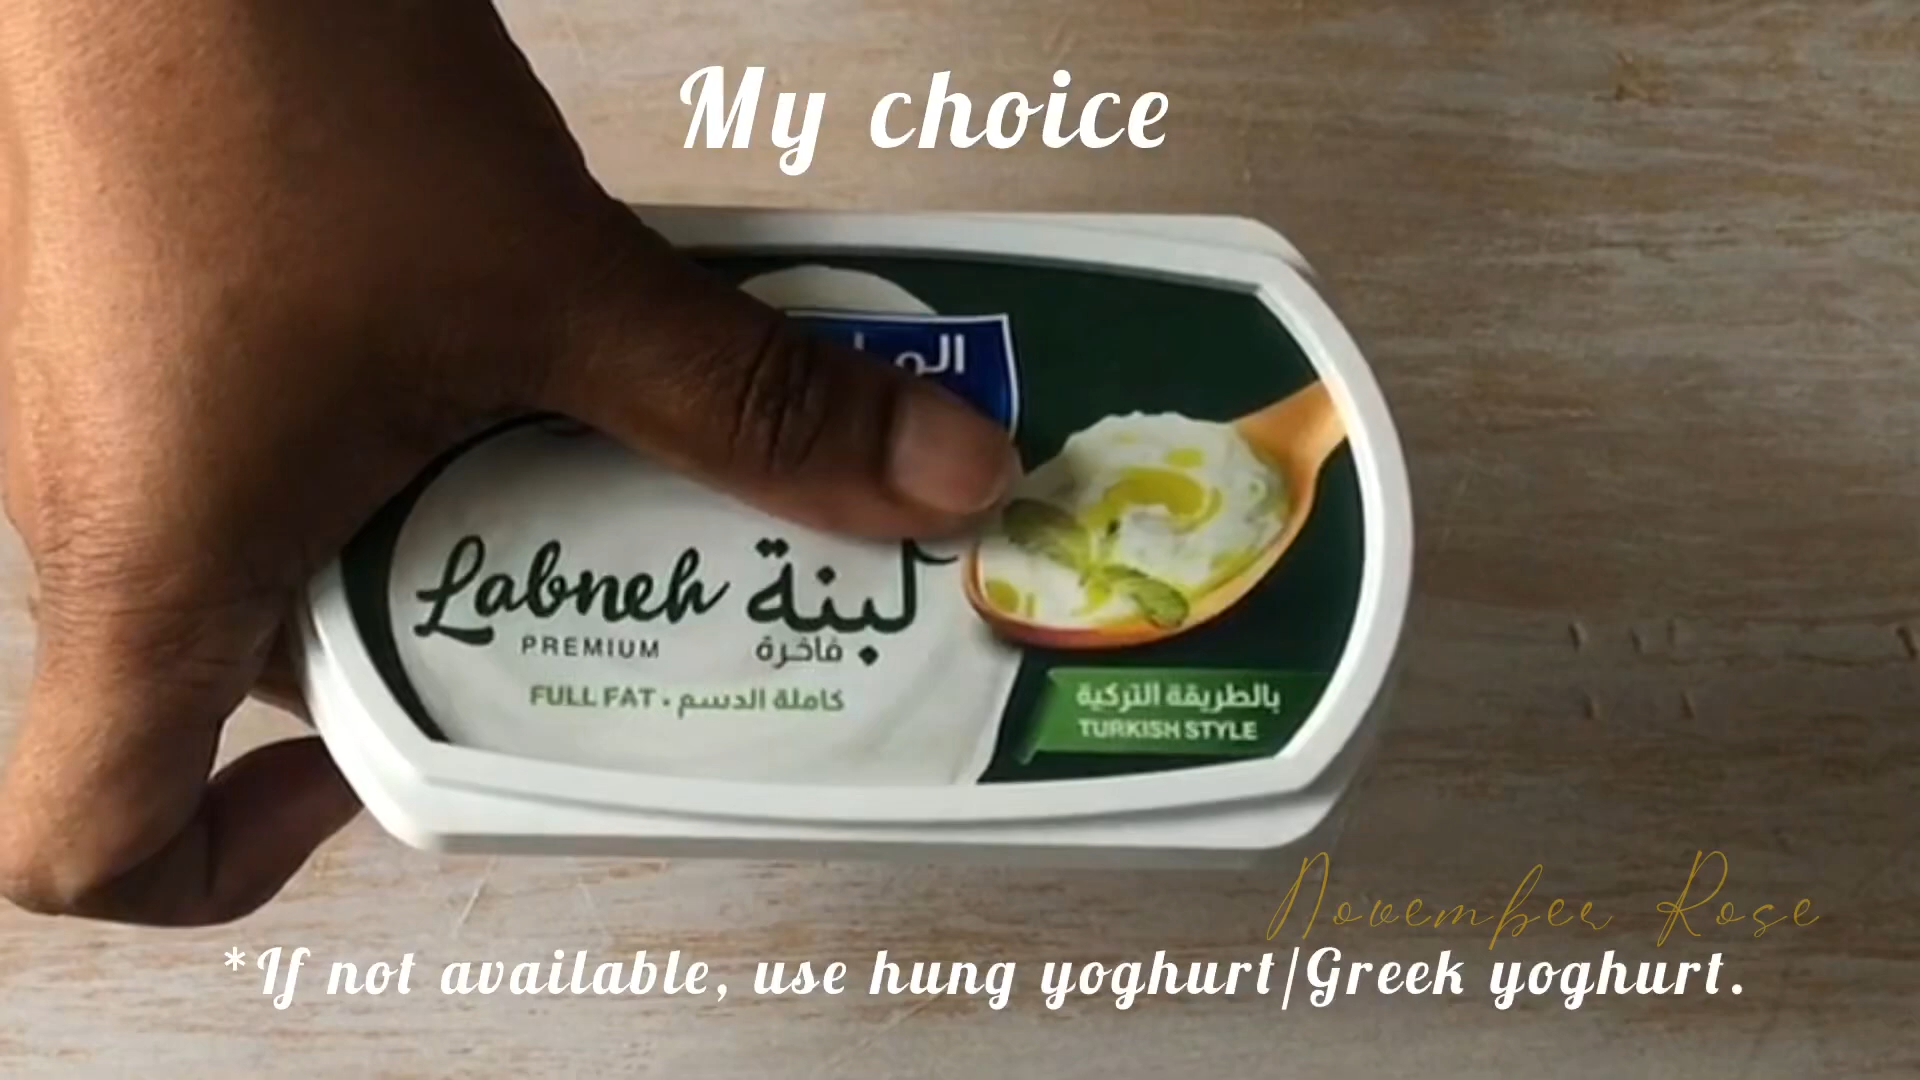 My choice
Labneh لبنة
PREMIUM فاخرة
FULL FAT • كاملة الدسم
بالطريقة التركية
TURKISH STYLE
November Rose
*If not available, use hung yoghurt/Greek yoghurt.